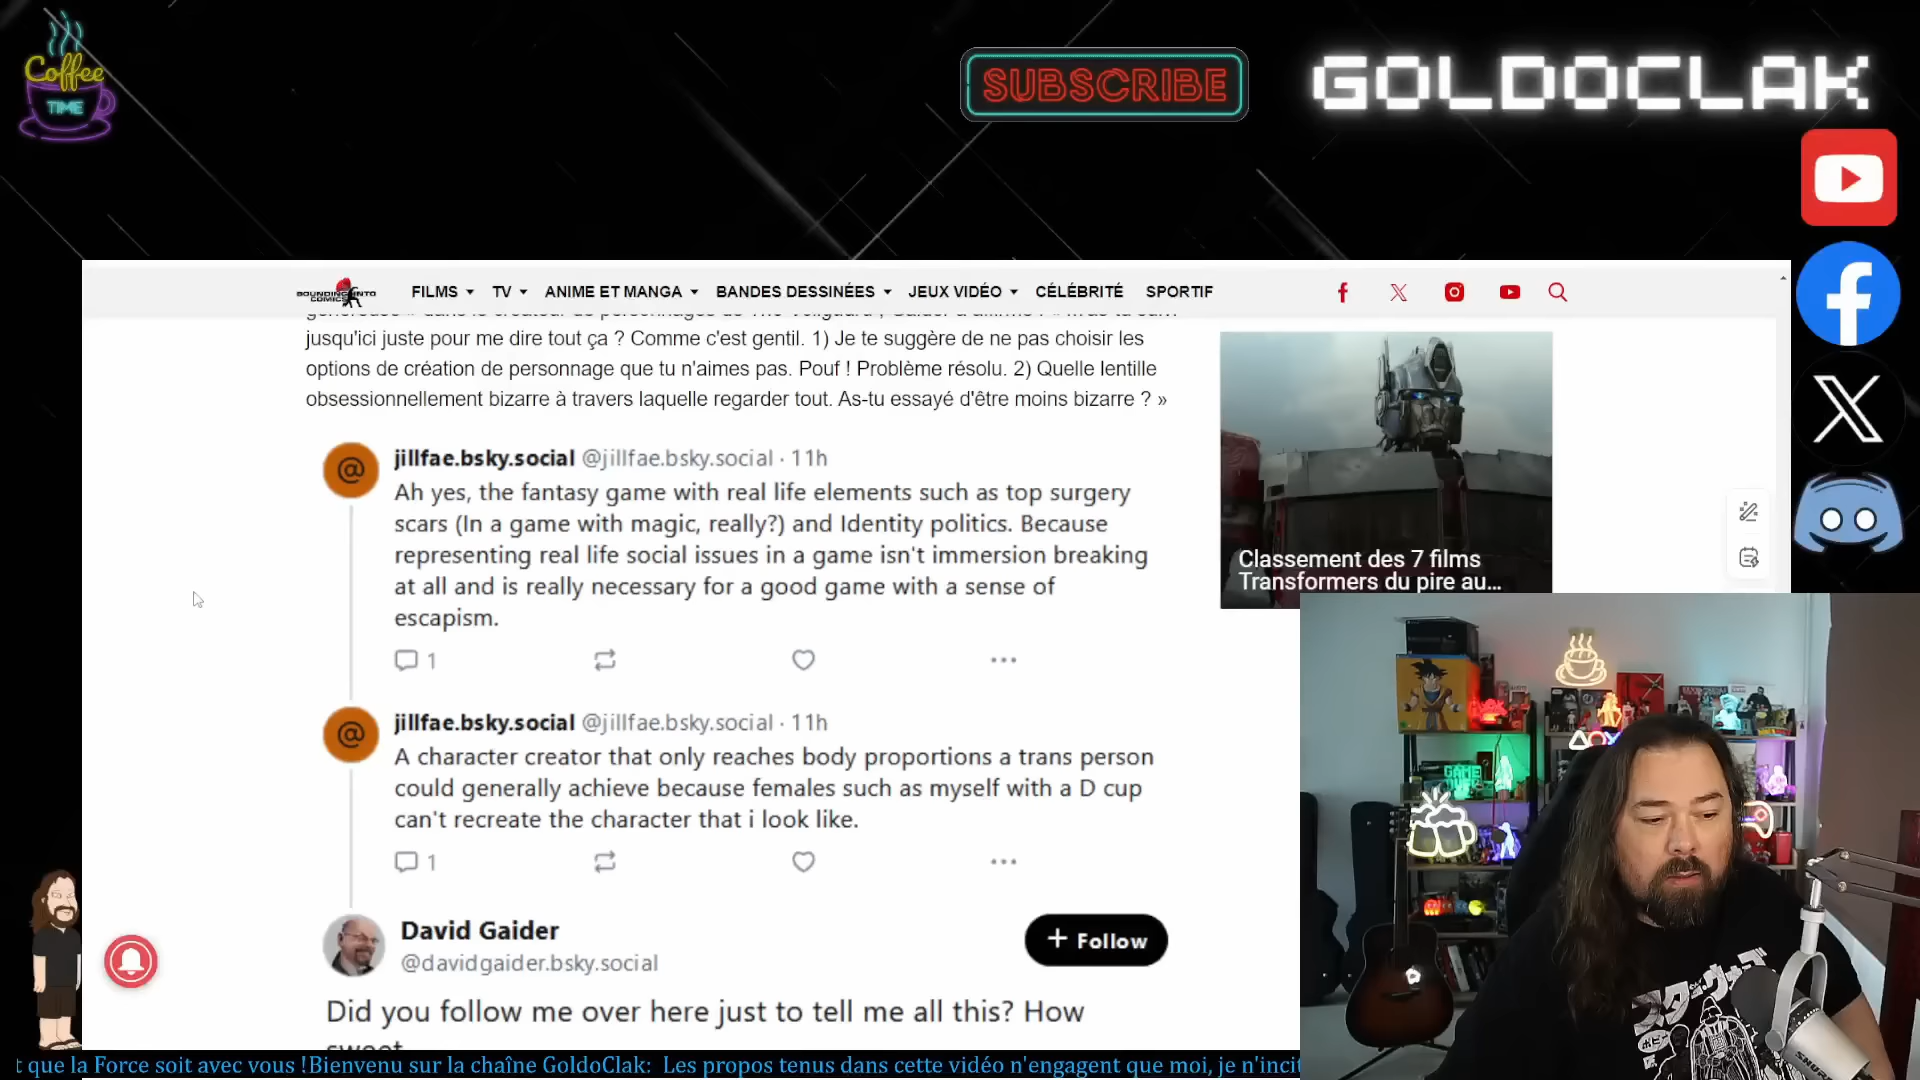 Coffee
TIME
SUBSCRIBE
GOLDOCLAK
BOUNDING INTO
COMICS
FILMS
TV
ANIME ET MANGA
BANDES DESSINÉES
JEUX VIDÉO
CÉLÉBRITÉ
SPORTIF
jusqu'ici juste pour me dire tout ça ? Comme c'est gentil. 1) Je te suggère de ne pas choisir les
options de création de personnage que tu n'aimes pas. Pouf ! Problème résolu. 2) Quelle lentille
obsessionnellement bizarre à travers laquelle regarder tout. As-tu essayé d'être moins bizarre ? »
jillfae.bsky.social @jillfae.bsky.social · 11h
Ah yes, the fantasy game with real life elements such as top surgery
scars (In a game with magic, really?) and Identity politics. Because
representing real life social issues in a game isn't immersion breaking
at all and is really necessary for a good game with a sense of
escapism.
1
jillfae.bsky.social @jillfae.bsky.social · 11h
A character creator that only reaches body proportions a trans person
could generally achieve because females such as myself with a D cup
can't recreate the character that i look like.
1
David Gaider
@davidgaider.bsky.social
+ Follow
Did you follow me over here just to tell me all this? How
Classement des 7 films
Transformers du pire au...
t que la Force soit avec vous !Bienvenu sur la chaîne GoldoClak: Les propos tenus dans cette vidéo n'engagent que moi, je n'incit